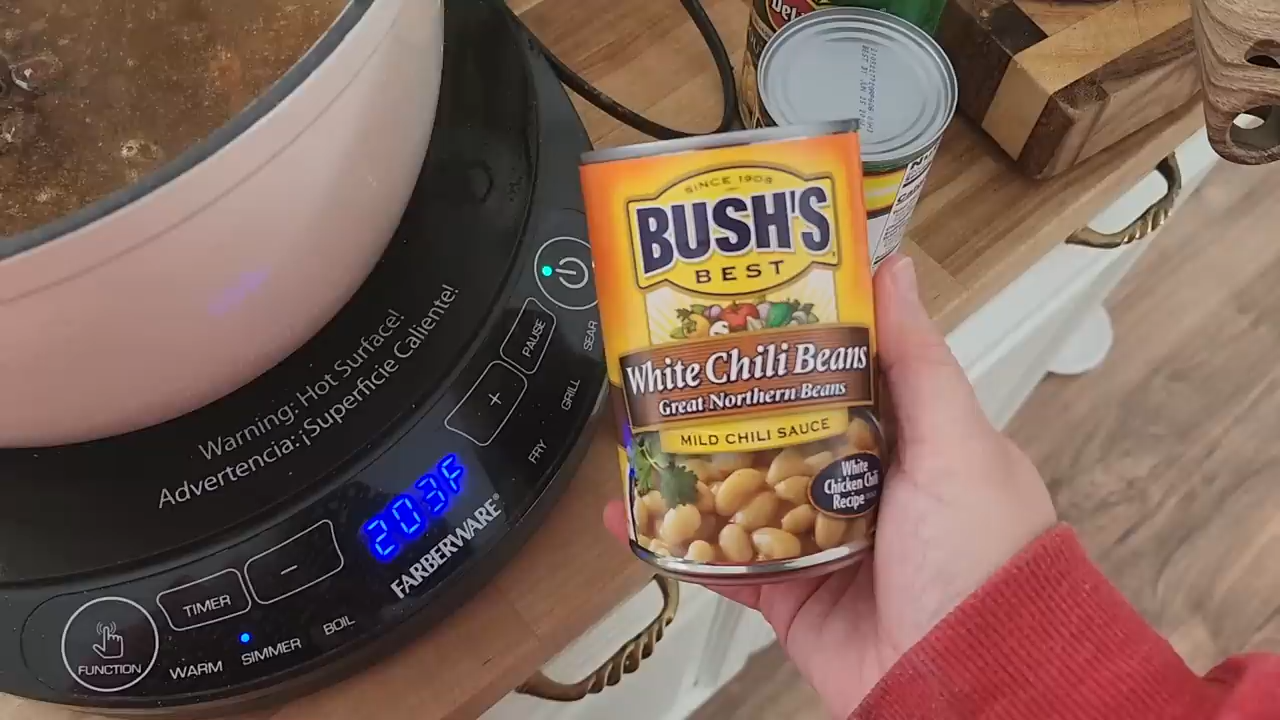 Del
SINCE 1908
BUSH'S
BEST
White Chili Beans
Great Northern Beans
MILD CHILI SAUCE
White
Chicken Chili
Recipe
Warning: Hot Surface!
Advertencia: ¡Superficie Caliente!
PAUSE
+
SEAR
GRILL
FRY
203F
FARBERWARE®
-
TIMER
FUNCTION
WARM
SIMMER
BOIL